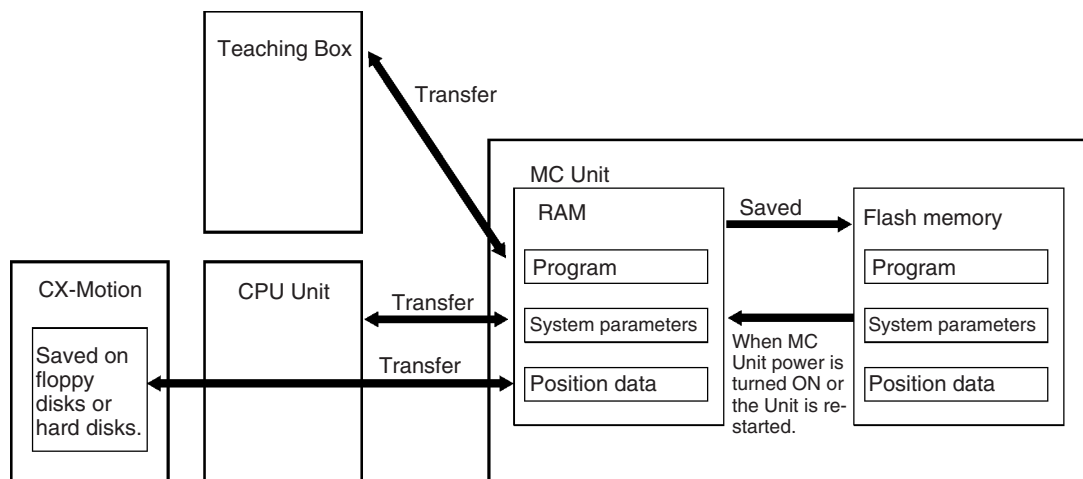 Teaching Box
Transfer
MC Unit
RAM
Saved
Flash memory
Program
Program
CX-Motion
CPU Unit
Transfer
System parameters
System parameters
Saved on
floppy
disks or
hard disks.
Transfer
Position data
When MC
Unit power is
turned ON or
the Unit is re-
started.
Position data